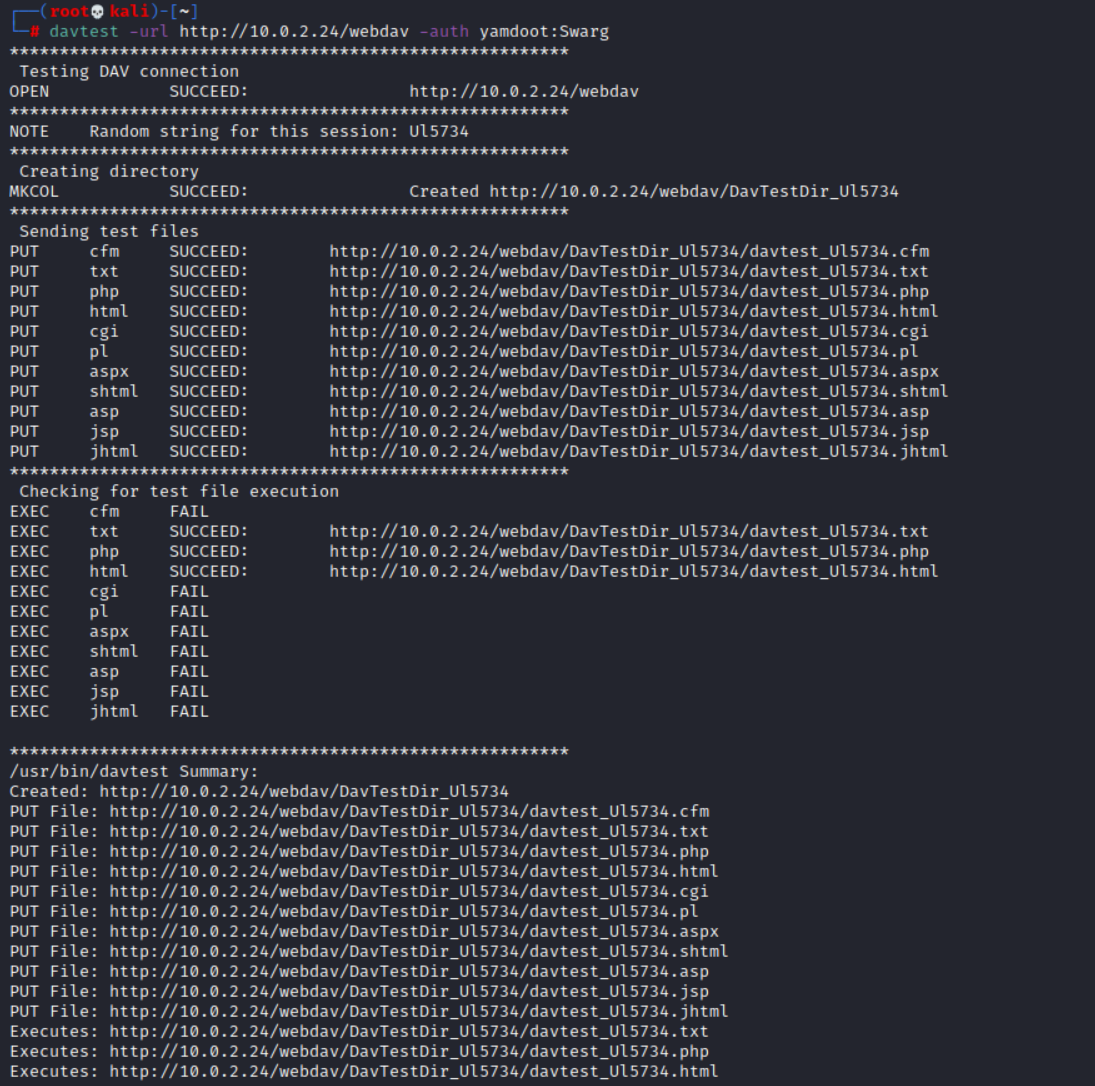 ┌──(root💀kali)-[~]
└─# davtest -url http://10.0.2.24/webdav -auth yamdoot:Swarg
********************************************************
 Testing DAV connection
OPEN            SUCCEED:                http://10.0.2.24/webdav
********************************************************
NOTE    Random string for this session: Ul5734
********************************************************
 Creating directory
MKCOL           SUCCEED:                Created http://10.0.2.24/webdav/DavTestDir_Ul5734
********************************************************
 Sending test files
PUT     cfm     SUCCEED:        http://10.0.2.24/webdav/DavTestDir_Ul5734/davtest_Ul5734.cfm
PUT     txt     SUCCEED:        http://10.0.2.24/webdav/DavTestDir_Ul5734/davtest_Ul5734.txt
PUT     php     SUCCEED:        http://10.0.2.24/webdav/DavTestDir_Ul5734/davtest_Ul5734.php
PUT     html    SUCCEED:        http://10.0.2.24/webdav/DavTestDir_Ul5734/davtest_Ul5734.html
PUT     cgi     SUCCEED:        http://10.0.2.24/webdav/DavTestDir_Ul5734/davtest_Ul5734.cgi
PUT     pl      SUCCEED:        http://10.0.2.24/webdav/DavTestDir_Ul5734/davtest_Ul5734.pl
PUT     aspx    SUCCEED:        http://10.0.2.24/webdav/DavTestDir_Ul5734/davtest_Ul5734.aspx
PUT     shtml   SUCCEED:        http://10.0.2.24/webdav/DavTestDir_Ul5734/davtest_Ul5734.shtml
PUT     asp     SUCCEED:        http://10.0.2.24/webdav/DavTestDir_Ul5734/davtest_Ul5734.asp
PUT     jsp     SUCCEED:        http://10.0.2.24/webdav/DavTestDir_Ul5734/davtest_Ul5734.jsp
PUT     jhtml   SUCCEED:        http://10.0.2.24/webdav/DavTestDir_Ul5734/davtest_Ul5734.jhtml
********************************************************
 Checking for test file execution
EXEC    cfm     FAIL
EXEC    txt     SUCCEED:        http://10.0.2.24/webdav/DavTestDir_Ul5734/davtest_Ul5734.txt
EXEC    php     SUCCEED:        http://10.0.2.24/webdav/DavTestDir_Ul5734/davtest_Ul5734.php
EXEC    html    SUCCEED:        http://10.0.2.24/webdav/DavTestDir_Ul5734/davtest_Ul5734.html
EXEC    cgi     FAIL
EXEC    pl      FAIL
EXEC    aspx    FAIL
EXEC    shtml   FAIL
EXEC    asp     FAIL
EXEC    jsp     FAIL
EXEC    jhtml   FAIL

********************************************************
/usr/bin/davtest Summary:
Created: http://10.0.2.24/webdav/DavTestDir_Ul5734
PUT File: http://10.0.2.24/webdav/DavTestDir_Ul5734/davtest_Ul5734.cfm
PUT File: http://10.0.2.24/webdav/DavTestDir_Ul5734/davtest_Ul5734.txt
PUT File: http://10.0.2.24/webdav/DavTestDir_Ul5734/davtest_Ul5734.php
PUT File: http://10.0.2.24/webdav/DavTestDir_Ul5734/davtest_Ul5734.html
PUT File: http://10.0.2.24/webdav/DavTestDir_Ul5734/davtest_Ul5734.cgi
PUT File: http://10.0.2.24/webdav/DavTestDir_Ul5734/davtest_Ul5734.pl
PUT File: http://10.0.2.24/webdav/DavTestDir_Ul5734/davtest_Ul5734.aspx
PUT File: http://10.0.2.24/webdav/DavTestDir_Ul5734/davtest_Ul5734.shtml
PUT File: http://10.0.2.24/webdav/DavTestDir_Ul5734/davtest_Ul5734.asp
PUT File: http://10.0.2.24/webdav/DavTestDir_Ul5734/davtest_Ul5734.jsp
PUT File: http://10.0.2.24/webdav/DavTestDir_Ul5734/davtest_Ul5734.jhtml
Executes: http://10.0.2.24/webdav/DavTestDir_Ul5734/davtest_Ul5734.txt
Executes: http://10.0.2.24/webdav/DavTestDir_Ul5734/davtest_Ul5734.php
Executes: http://10.0.2.24/webdav/DavTestDir_Ul5734/davtest_Ul5734.html